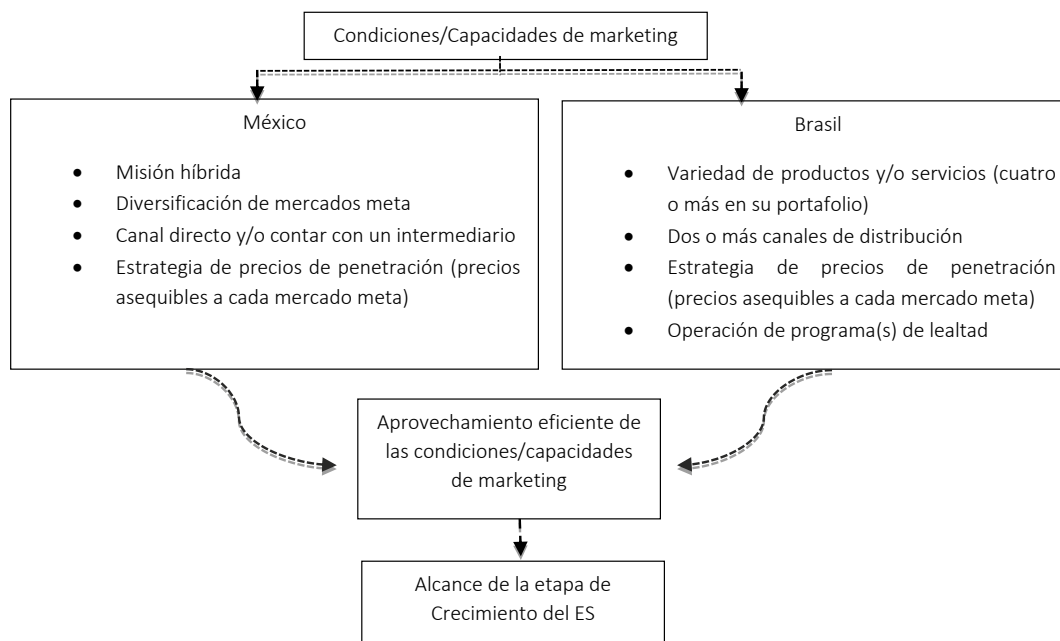 Condiciones/Capacidades de marketing
México
• Misión híbrida
• Diversificación de mercados meta
• Canal directo y/o contar con un intermediario
• Estrategia de precios de penetración (precios
asequibles a cada mercado meta)
Brasil
• Variedad de productos y/o servicios (cuatro
o más en su portafolio)
• Dos o más canales de distribución
• Estrategia de precios de penetración
(precios asequibles a cada mercado meta)
• Operación de programa(s) de lealtad
Aprovechamiento eficiente de
las condiciones/capacidades
de marketing
Alcance de la etapa de
Crecimiento del ES